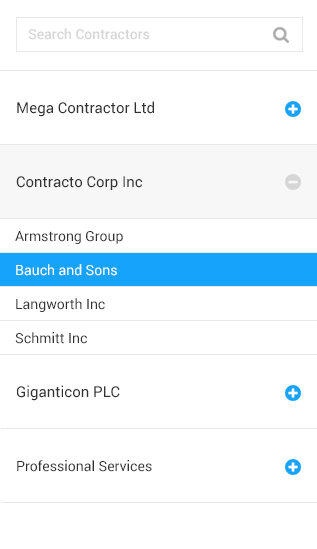 Search Contractors
Mega Contractor Ltd
Contracto Corp Inc
Armstrong Group
Bauch and Sons
Langworth Inc
Schmitt Inc
Giganticon PLC
Professional Services